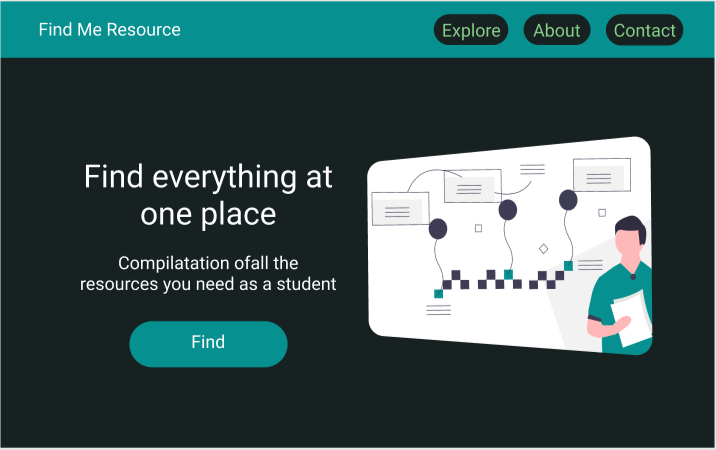 Find Me Resource
Explore
About
Contact
Find everything at
one place
Compilatation ofall the
resources you need as a student
Find